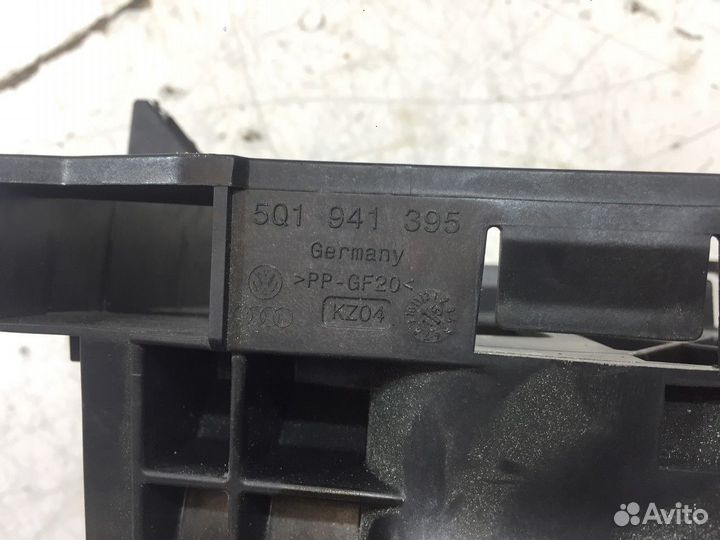 5Q1 941 395
Germany
>PP-GF20<
KZ04
Avito